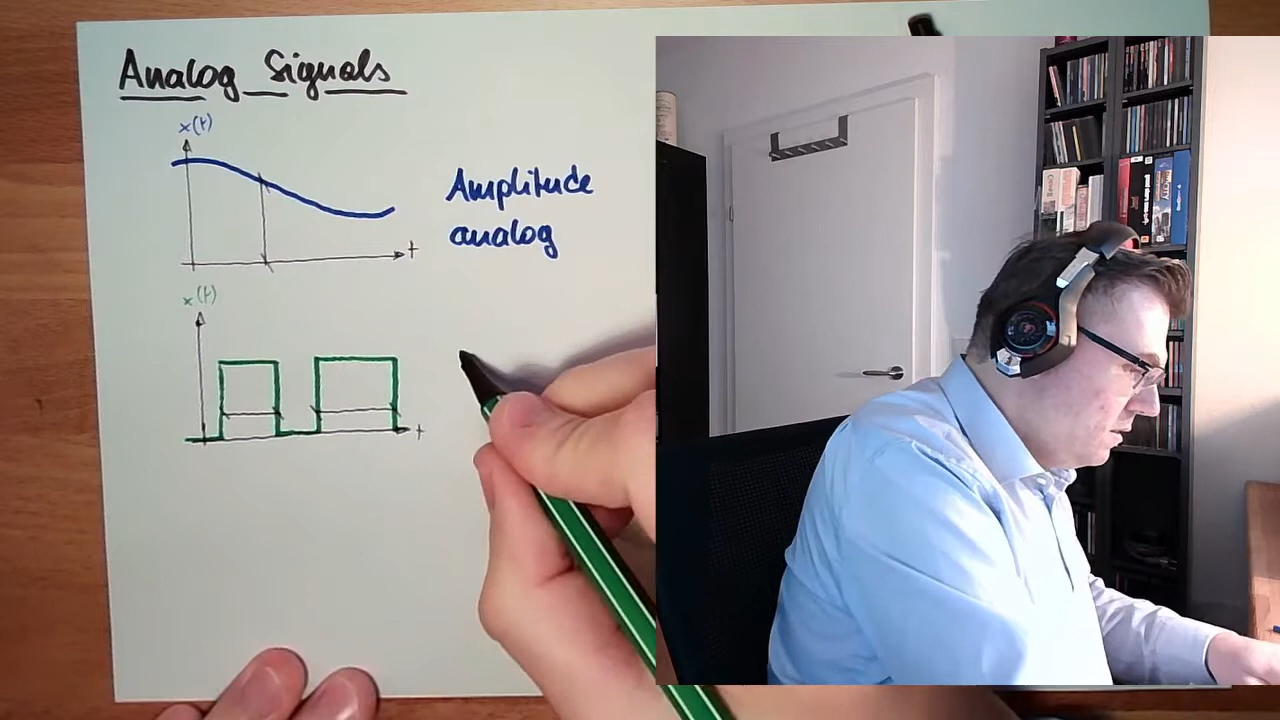 Analog Signals
x(t)
Amplitude
analog
t
x(t)
t